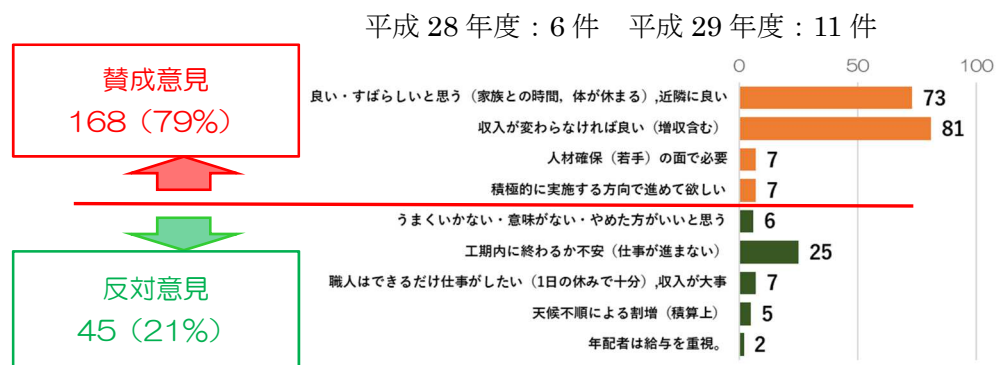 平成 28 年度：6 件　平成 29 年度：11 件
賛成意見
168（79%）
反対意見
45（21%）
0 50 100
良い・すばらしいと思う（家族との時間，体が休まる）,近隣に良い 73
収入が変わらなければ良い（増収含む） 81
人材確保（若手）の面で必要 7
積極的に実施する方向で進めて欲しい 7
うまくいかない・意味がない・やめた方がいいと思う 6
工期内に終わるか不安（仕事が進まない） 25
職人はできるだけ仕事がしたい（1日の休みで十分）,収入が大事 7
天候不順による割増（積算上） 5
年配者は給与を重視。 2